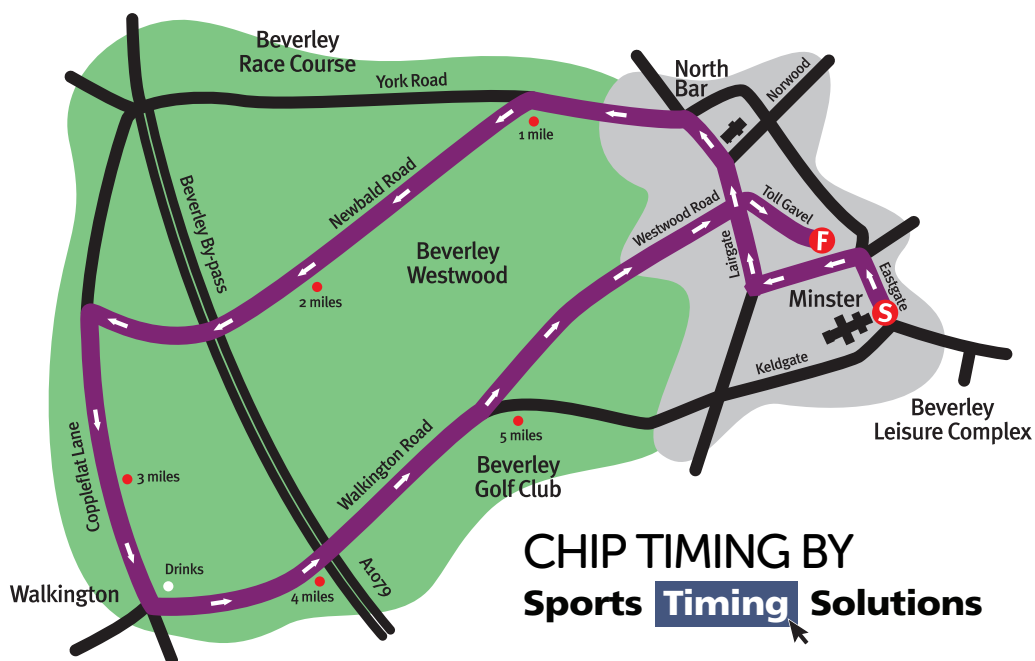 Beverley
Race Course
York Road
North
Bar
Norwood
1 mile
Newbald Road
Beverley By-pass
Beverley
Westwood
2 miles
Westwood Road
Toll Gavel
F
Lairgate
Eastgate
Minster
S
Keldgate
Beverley
Leisure Complex
Coppleflat Lane
3 miles
Walkington Road
5 miles
Beverley
Golf Club
Drinks
Walkington
4 miles
A1079
CHIP TIMING BY
Sports Timing Solutions